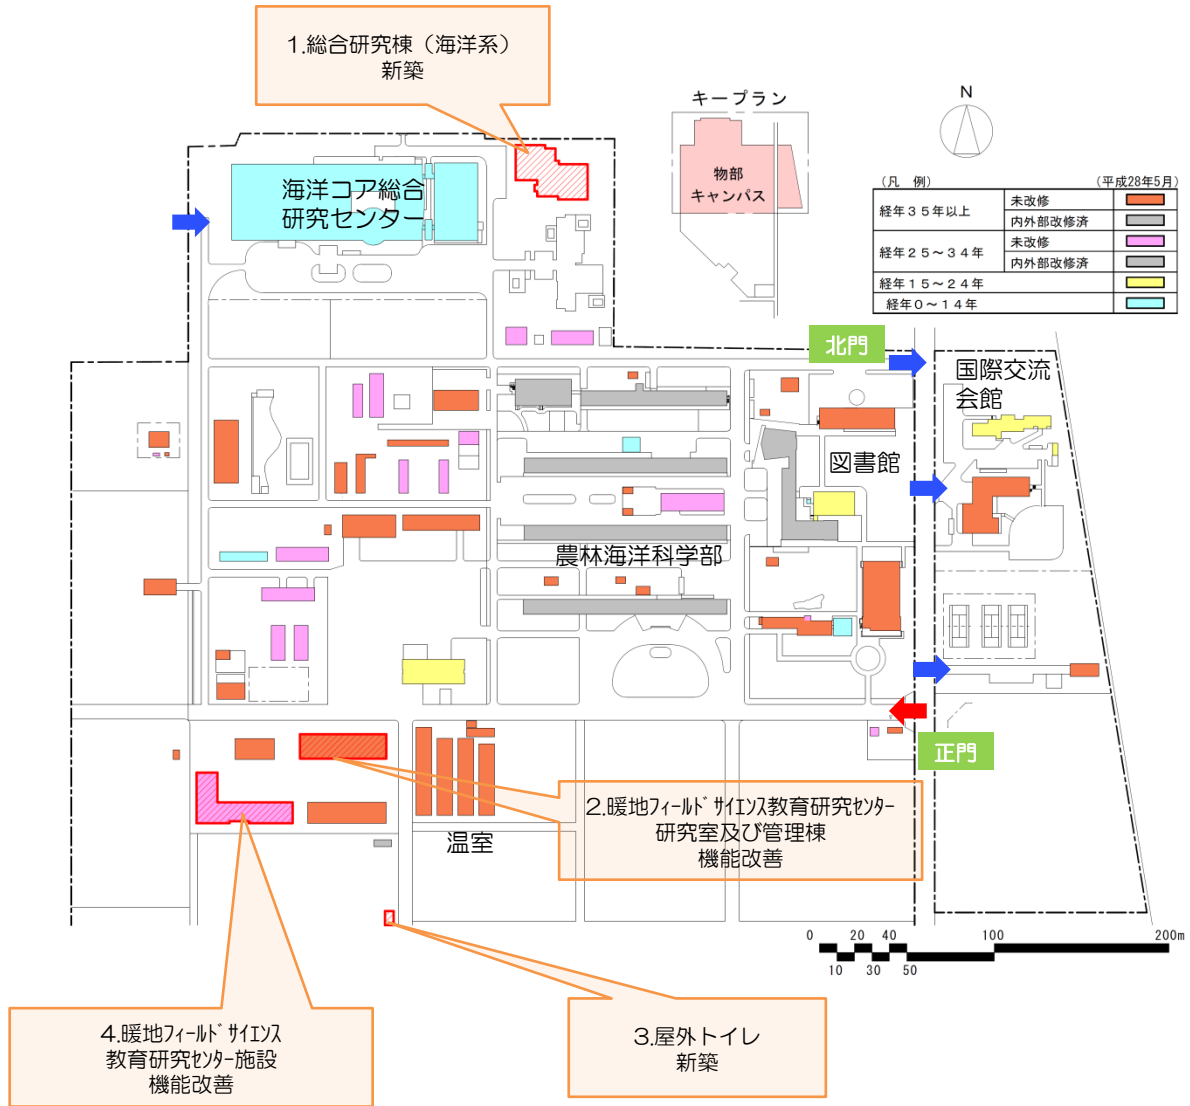 1.総合研究棟（海洋系）
新築
キープラン
物部
キャンパス
N
（凡　例）
（平成28年5月）
経年３５年以上
未改修
内外部改修済
経年２５～３４年
未改修
内外部改修済
経年１５～２４年
経年０～１４年
海洋コア総合
研究センター
北門
国際交流
会館
図書館
農林海洋科学部
正門
2.暖地フィールドサイエンス教育研究センター
研究室及び管理棟
機能改善
温室
0 20 40 100 200m
10 30 50
4.暖地フィールドサイエンス
教育研究センター施設
機能改善
3.屋外トイレ
新築